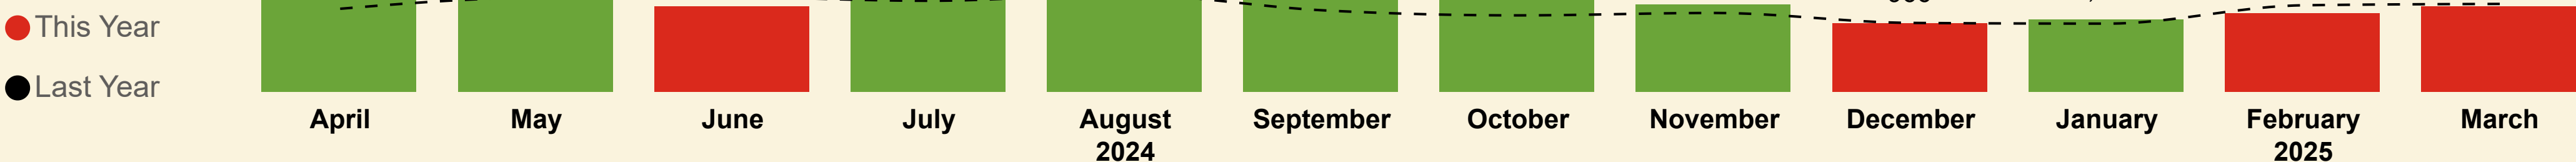 This Year
Last Year
April May June July August September October November December January February March
2024 2025